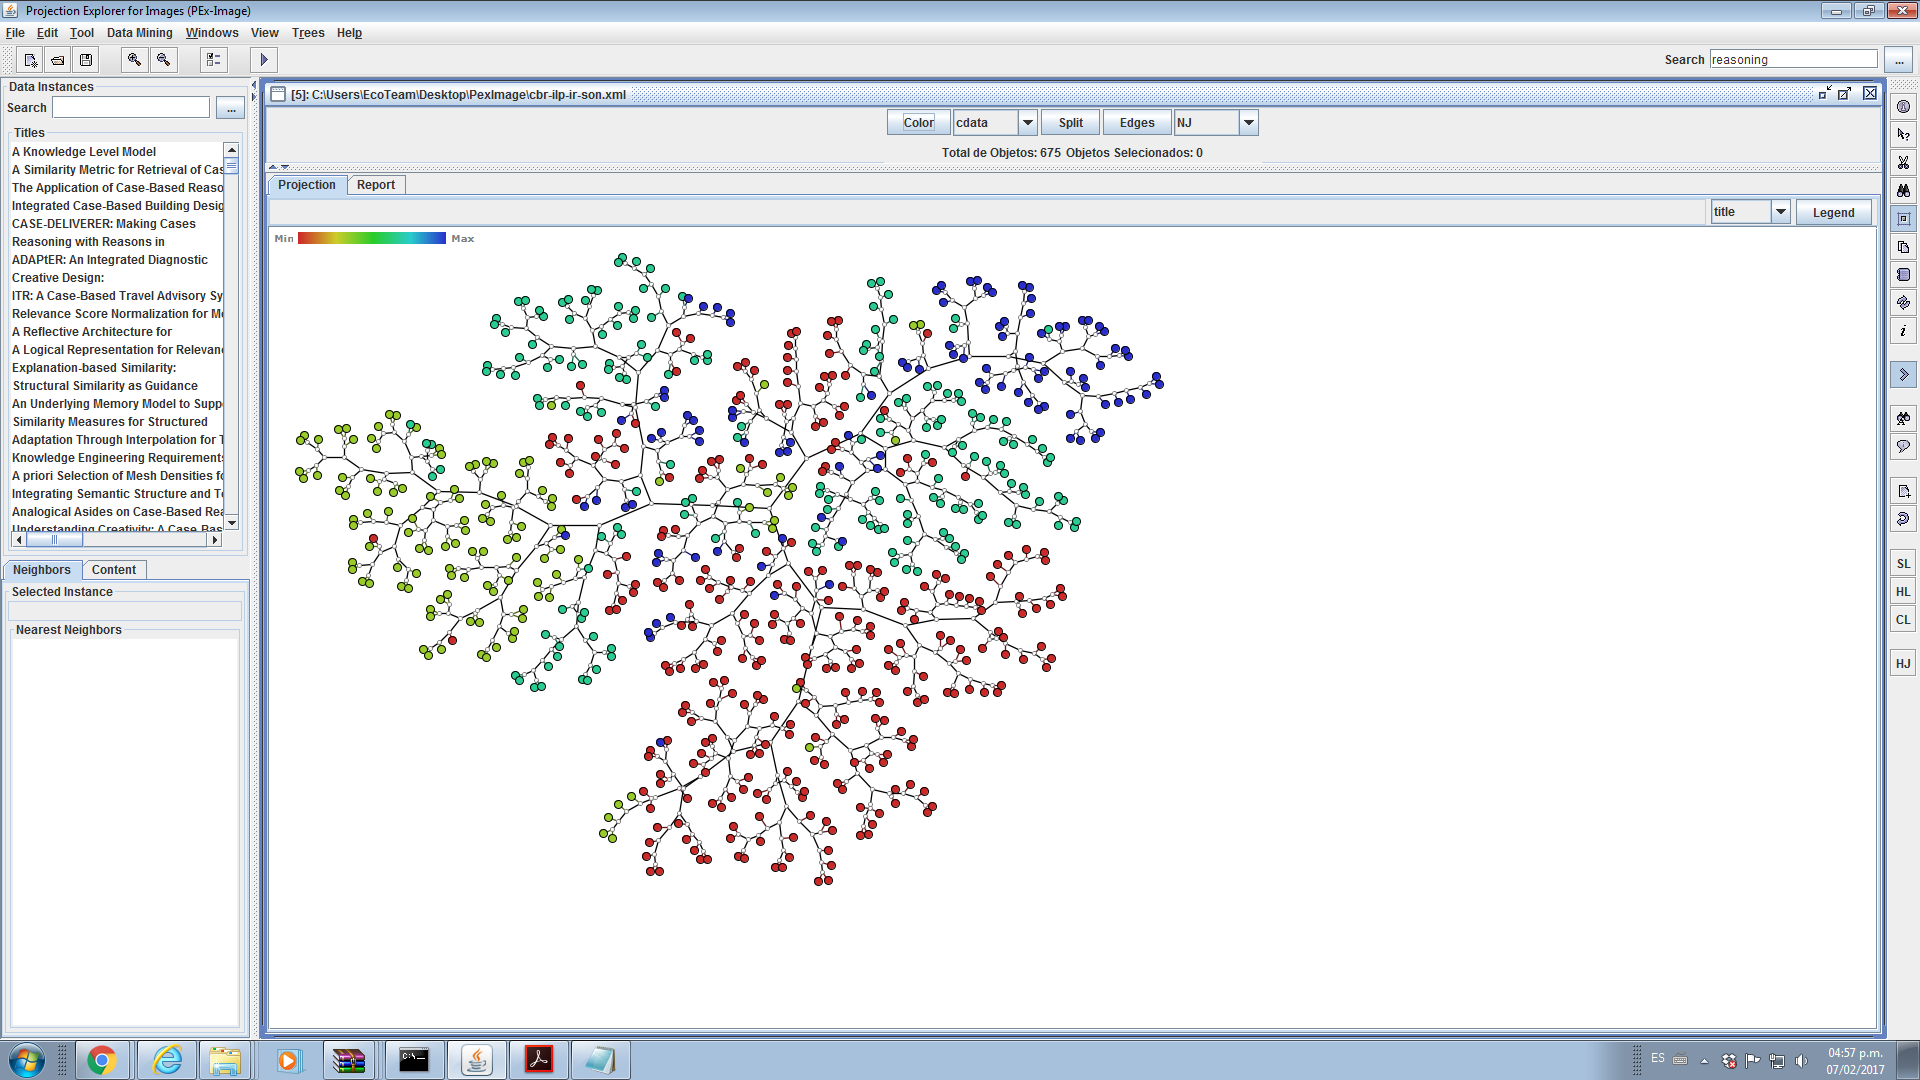 Projection Explorer for Images (PEx-Image)
File Edit Tool Data Mining Windows View Trees Help
Search reasoning ...
Data Instances
Search ...
Titles
A Knowledge Level Model
A Similarity Metric for Retrieval of Cas
The Application of Case-Based Reaso
Integrated Case-Based Building Desig
CASE-DELIVERER: Making Cases
Reasoning with Reasons in
ADAPtER: An Integrated Diagnostic
Creative Design:
ITR: A Case-Based Travel Advisory Sy
Relevance Score Normalization for Me
A Reflective Architecture for
A Logical Representation for Relevan
Explanation-based Similarity:
Structural Similarity as Guidance
An Underlying Memory Model to Suppo
Similarity Measures for Structured
Adaptation Through Interpolation for T
Knowledge Engineering Requirements
A priori Selection of Mesh Densities fo
Integrating Semantic Structure and Te
Analogical Asides on Case-Based Rea
Understanding Creativity: A Case-Bas
Neighbors Content
Selected Instance
Nearest Neighbors
[5]: C:\Users\EcoTeam\Desktop\PexImage\cbr-ilp-ir-son.xml
Color cdata Split Edges NJ
Total de Objetos: 675 Objetos Selecionados: 0
Projection Report
title Legend
Min Max
SL
HL
CL
HJ
ES
04:57 p.m.
07/02/2017